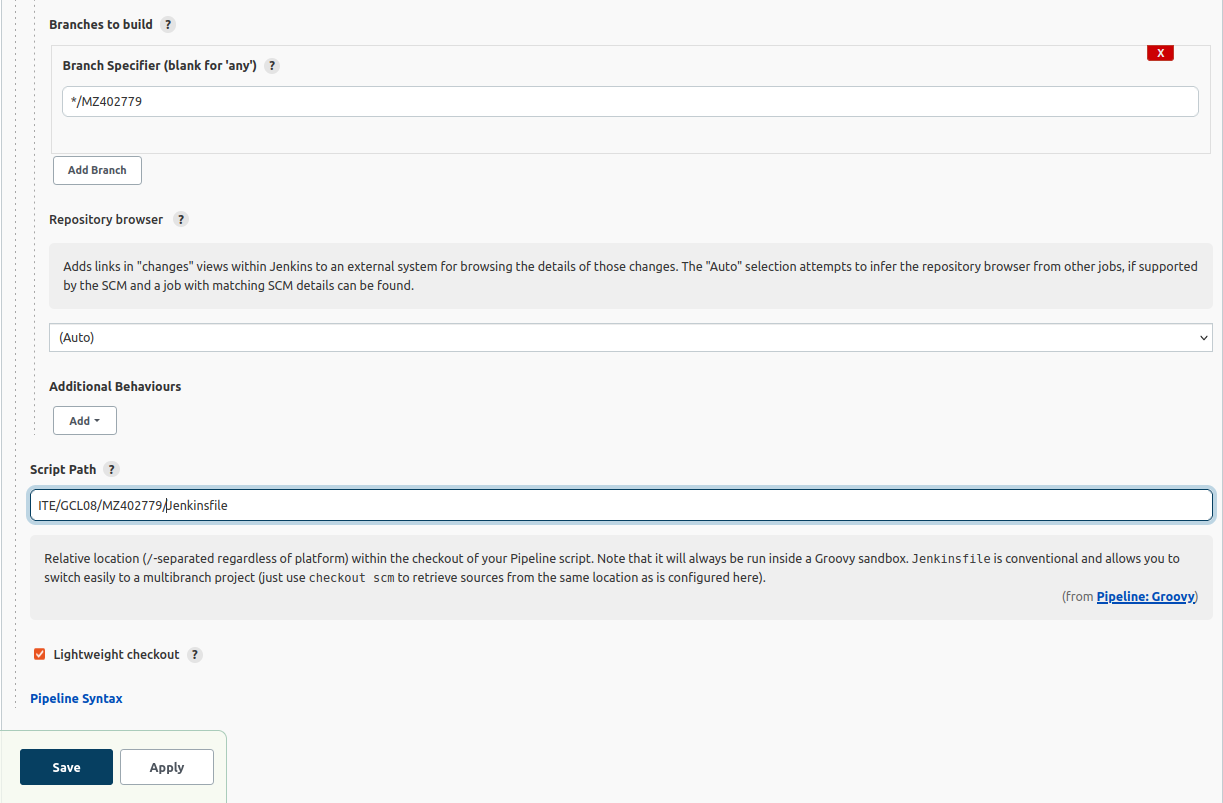 Branches to build ?
Branch Specifier (blank for 'any') ?
X
*/MZ402779
Add Branch
Repository browser ?
Adds links in "changes" views within Jenkins to an external system for browsing the details of those changes. The "Auto" selection attempts to infer the repository browser from other jobs, if supported
by the SCM and a job with matching SCM details can be found.
(Auto)
Additional Behaviours
Add
Script Path ?
ITE/GCL08/MZ402779/Jenkinsfile
Relative location (/-separated regardless of platform) within the checkout of your Pipeline script. Note that it will always be run inside a Groovy sandbox. Jenkinsfile is conventional and allows you to
switch easily to a multibranch project (just use checkout scm to retrieve sources from the same location as is configured here).
(from Pipeline: Groovy)
Lightweight checkout ?
Pipeline Syntax
Save Apply